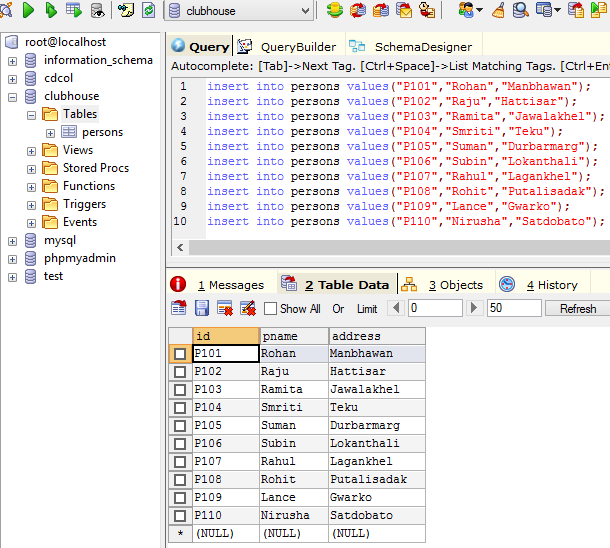 clubhouse
root@localhost
information_schema
cdcol
clubhouse
Tables
persons
Views
Stored Procs
Functions
Triggers
Events
mysql
phpmyadmin
test
Query QueryBuilder SchemaDesigner
Autocomplete: [Tab]->Next Tag. [Ctrl+Space]->List Matching Tags. [Ctrl+Ent
1 insert into persons values("P101","Rohan","Manbhawan");
2 insert into persons values("P102","Raju","Hattisar");
3 insert into persons values("P103","Ramita","Jawalakhel");
4 insert into persons values("P104","Smriti","Teku");
5 insert into persons values("P105","Suman","Durbarmarg");
6 insert into persons values("P106","Subin","Lokanthali");
7 insert into persons values("P107","Rahul","Lagankhel");
8 insert into persons values("P108","Rohit","Putalisadak");
9 insert into persons values("P109","Lance","Gwarko");
10 insert into persons values("P110","Nirusha","Satdobato");
1 Messages 2 Table Data 3 Objects 4 History
Show All Or Limit 0 50 Refresh
id pname address
P101 Rohan Manbhawan
P102 Raju Hattisar
P103 Ramita Jawalakhel
P104 Smriti Teku
P105 Suman Durbarmarg
P106 Subin Lokanthali
P107 Rahul Lagankhel
P108 Rohit Putalisadak
P109 Lance Gwarko
P110 Nirusha Satdobato
* (NULL) (NULL) (NULL)